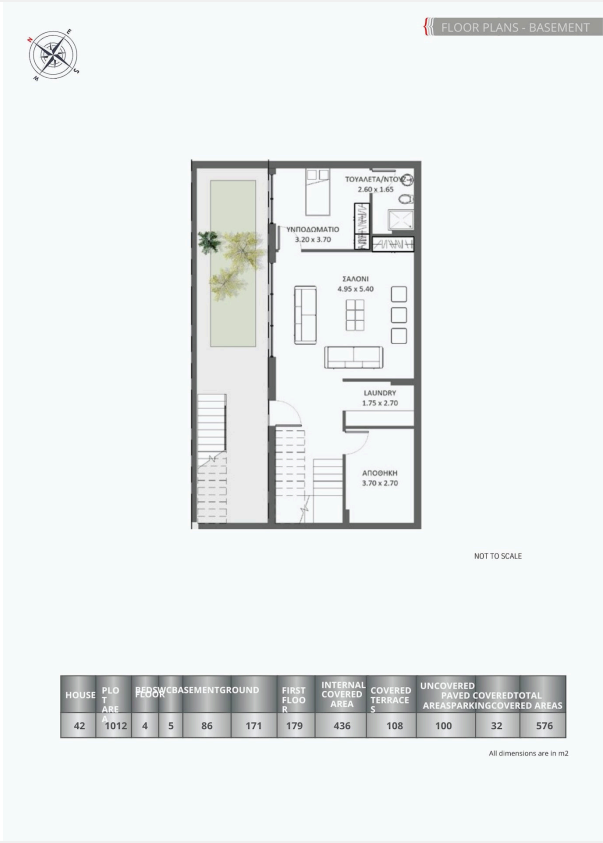 FLOOR PLANS - BASEMENT
N
E
W
S
ΤΟΥΑΛΕΤΑ/ΝΤΟΥΖ
2.60 x 1.65
ΥΝΠΟΔΩΜΑΤΙΟ
3.20 x 3.70
ΣΑΛΟΝΙ
4.95 x 5.40
LAUNDRY
1.75 x 2.70
ΑΠΟΘΗΚΗ
3.70 x 2.70
NOT TO SCALE
HOUSE PLOT AREA BEDS WC BASEMENT GROUND FLOOR FIRST FLOOR INTERNAL COVERED AREA COVERED TERRACES UNCOVERED PAVED AREAS COVERED PARKING TOTAL COVERED AREAS
42 1012 4 5 86 171 179 436 108 100 32 576
All dimensions are in m2